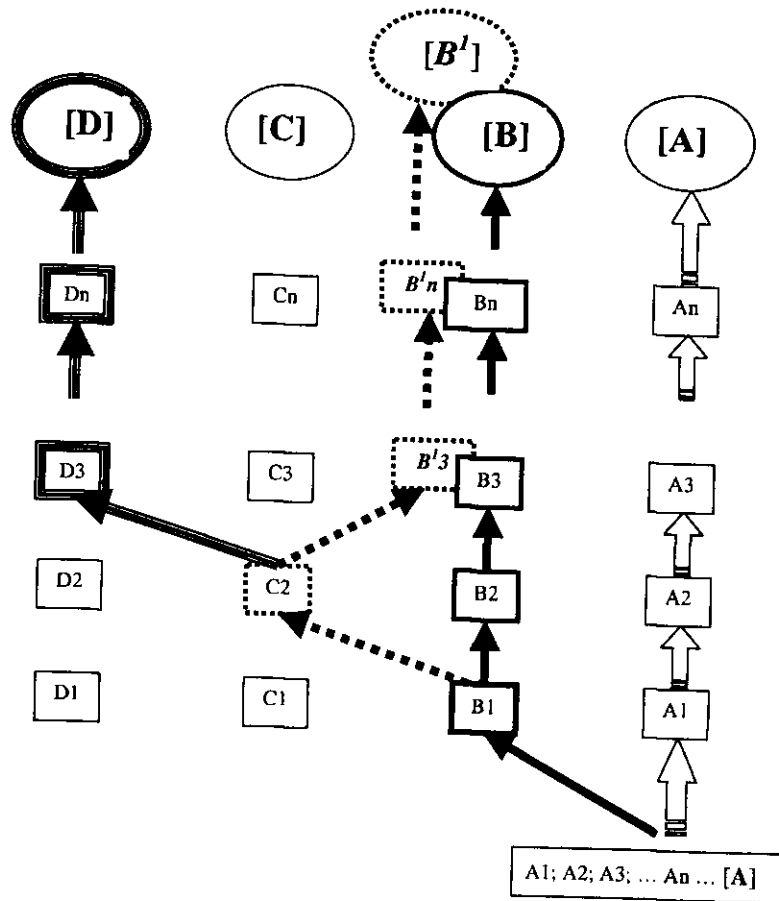 [B¹]
[D] [C] [B] [A]
Dn Cn B¹n Bn An
D3 C3 B¹3 B3 A3
D2 C2 B2 A2
D1 C1 B1 A1
A1; A2; A3; ... An ... [A]